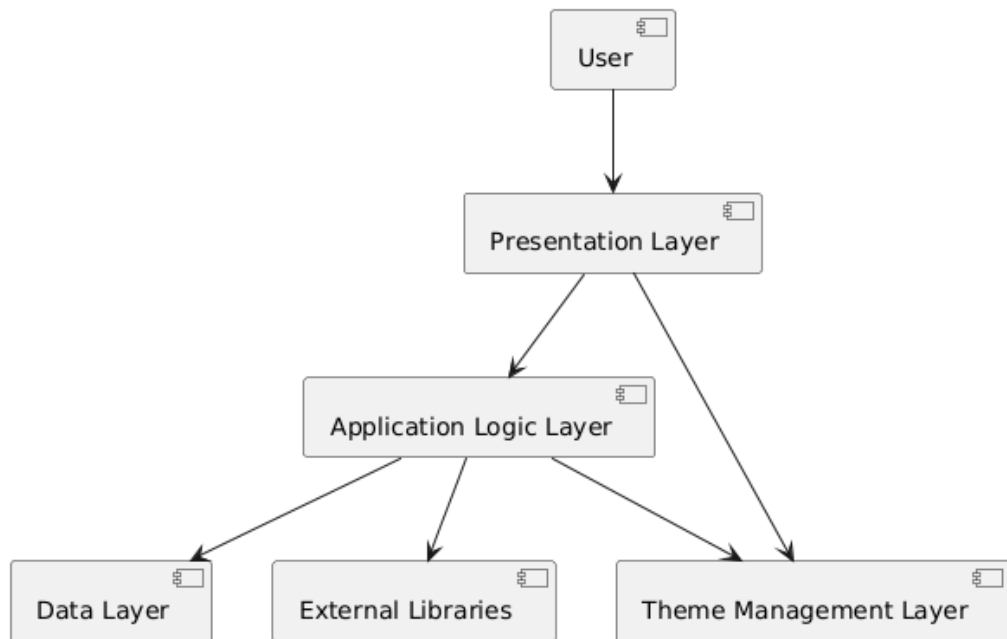 User
Presentation Layer
Application Logic Layer
Data Layer
External Libraries
Theme Management Layer